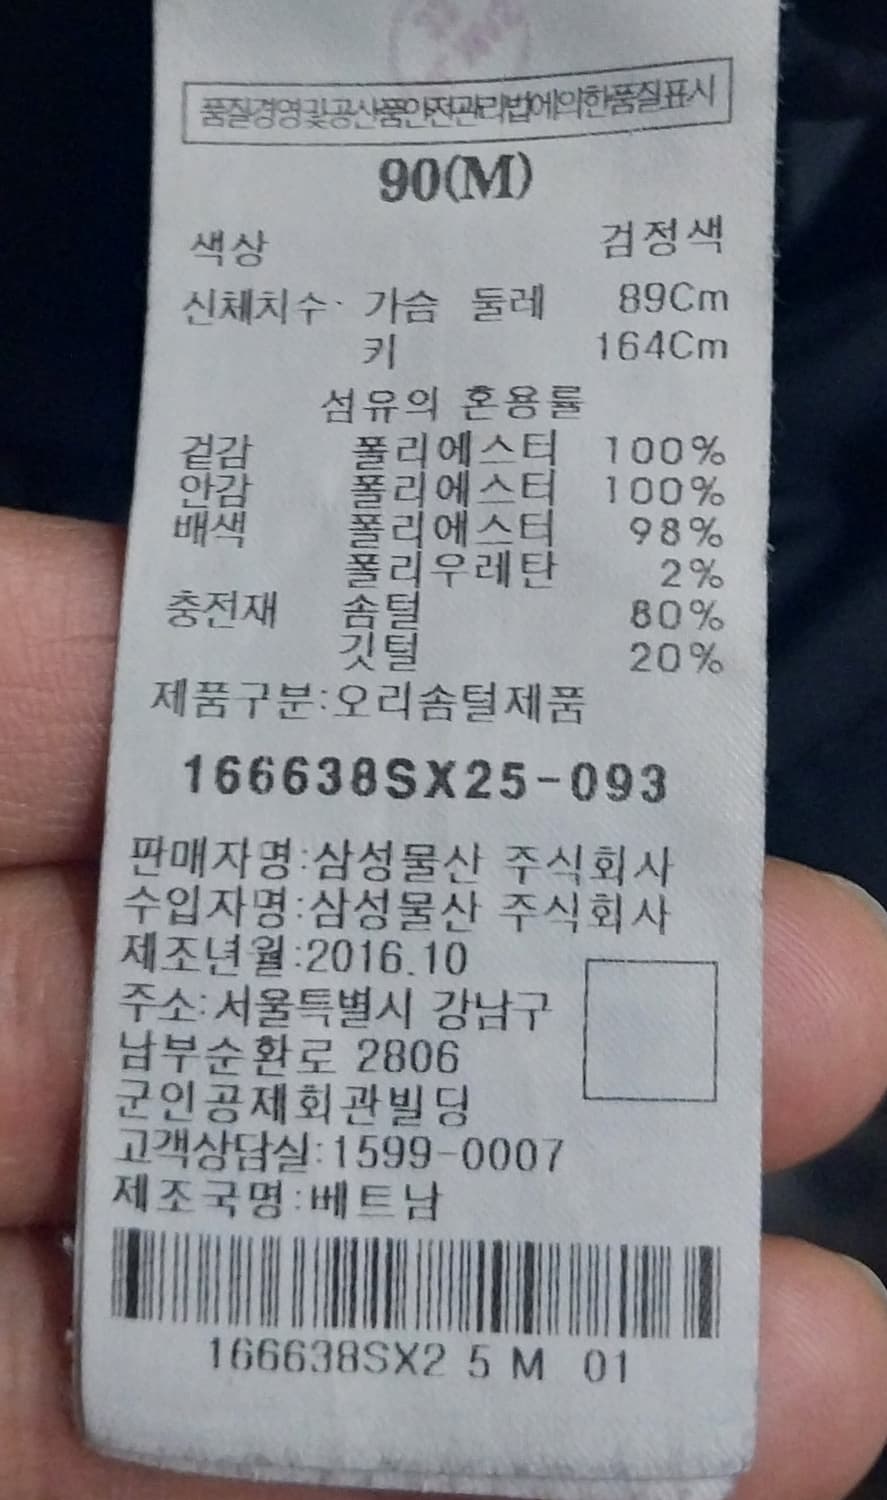 품질경영및공산품안전관리법에의한품질표시
90(M)
색상 검정색
신체치수· 가슴 둘레 89Cm
키 164Cm
섬유의 혼용률
겉감 폴리에스터 100%
안감 폴리에스터 100%
배색 폴리에스터 98%
폴리우레탄 2%
충전재 솜털 80%
깃털 20%
제품구분:오리솜털제품
166638SX25-093
판매자명:삼성물산 주식회사
수입자명:삼성물산 주식회사
제조년월:2016.10
주소:서울특별시 강남구
남부순환로 2806
군인공제회관빌딩
고객상담실:1599-0007
제조국명:베트남
166638SX2 5 M 01